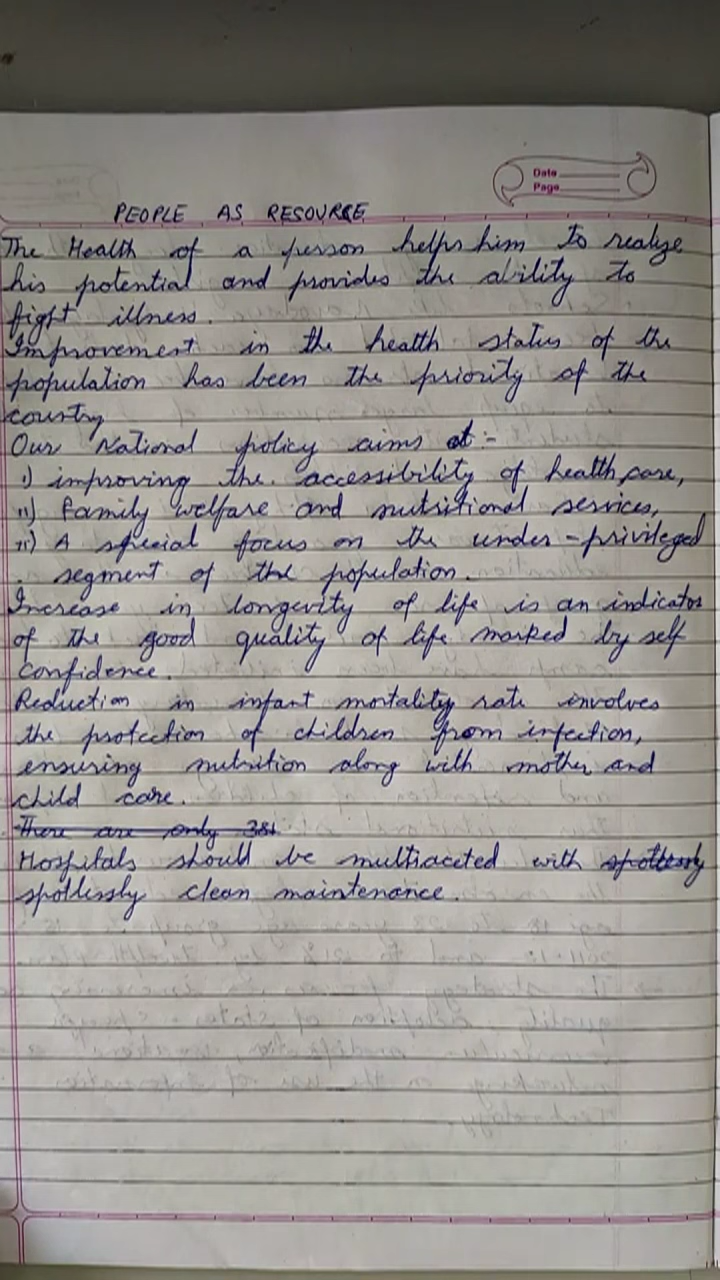 Date
Page
PEOPLE AS RESOURCE
The Health of a person helps him to realize
his potential and provides the ability to
fight illness.
Improvement in the health status of the
population has been the priority of the
country
Our National policy aims at :-
i) improving the accessibility of health care,
ii) family welfare and nutritional services,
iii) A special focus on the under-privileged
segment of the population.
Increase in longevity of life is an indicator
of the good quality of life marked by self
confidence.
Reduction in infant mortality rate involves
the protection of children from infection,
ensuring nutrition along with mother and
child care.
There are only 381
Hospitals should be multiaceted with spotlessly
spotlessly clean maintenance.